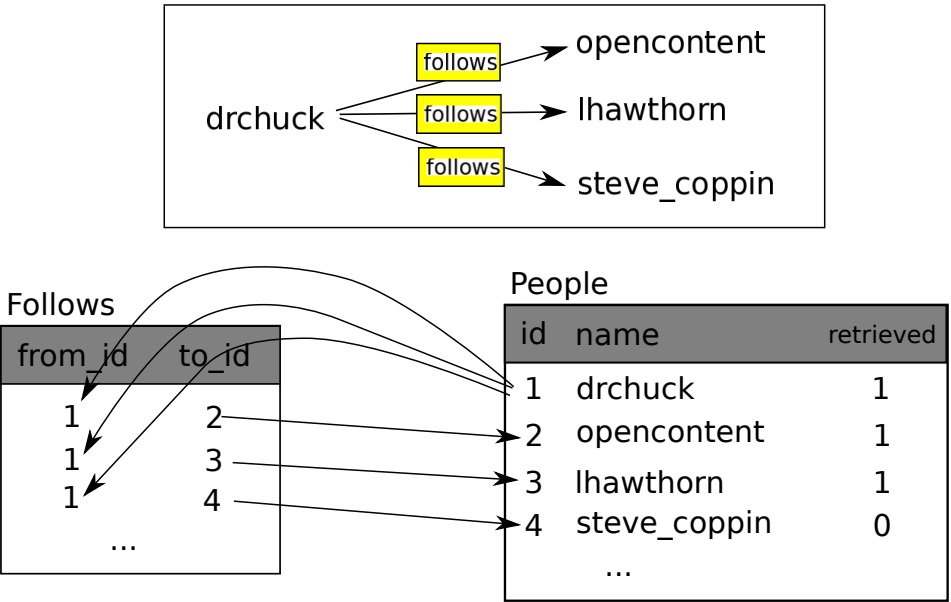 follows opencontent
drchuck follows lhawthorn
follows steve_coppin
Follows
from_id to_id
1 2
1 3
1 4
...
People
id name retrieved
1 drchuck 1
2 opencontent 1
3 lhawthorn 1
4 steve_coppin 0
...